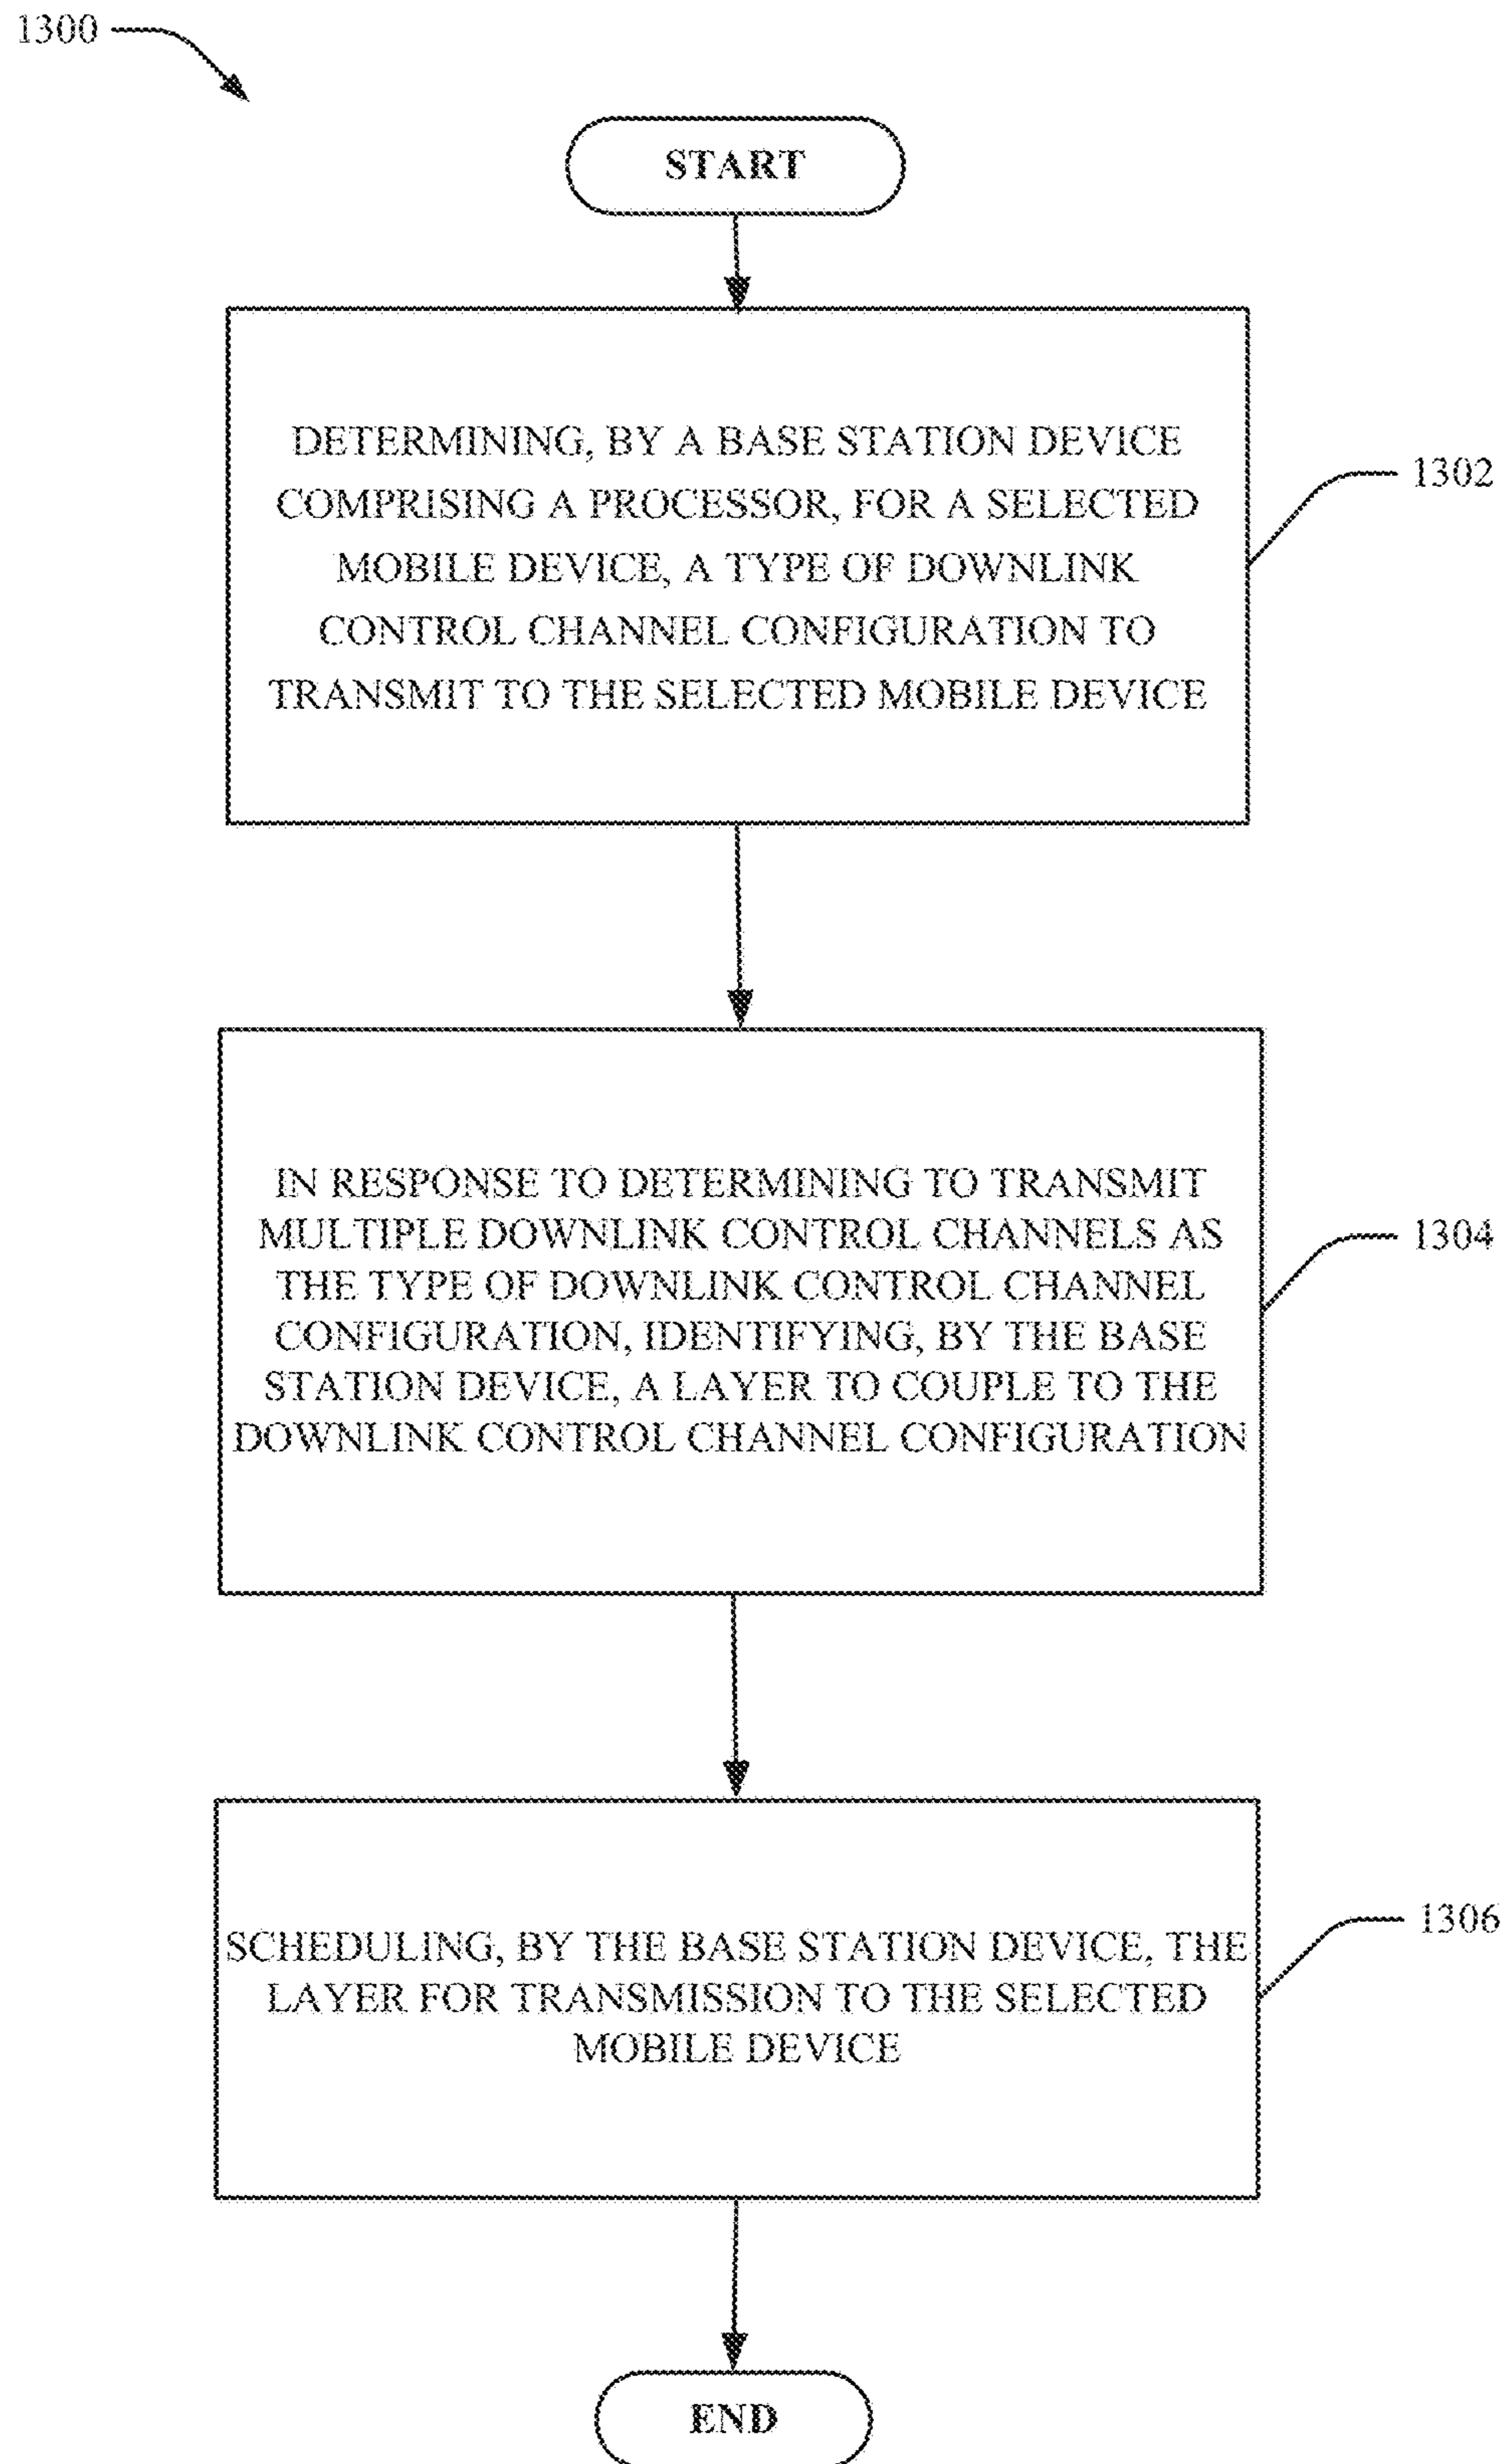 1300
START
DETERMINING, BY A BASE STATION DEVICE
COMPRISING A PROCESSOR, FOR A SELECTED
MOBILE DEVICE, A TYPE OF DOWNLINK
CONTROL CHANNEL CONFIGURATION TO
TRANSMIT TO THE SELECTED MOBILE DEVICE
1302
IN RESPONSE TO DETERMINING TO TRANSMIT
MULTIPLE DOWNLINK CONTROL CHANNELS AS
THE TYPE OF DOWNLINK CONTROL CHANNEL
CONFIGURATION, IDENTIFYING, BY THE BASE
STATION DEVICE, A LAYER TO COUPLE TO THE
DOWNLINK CONTROL CHANNEL CONFIGURATION
1304
SCHEDULING, BY THE BASE STATION DEVICE, THE
LAYER FOR TRANSMISSION TO THE SELECTED
MOBILE DEVICE
1306
END